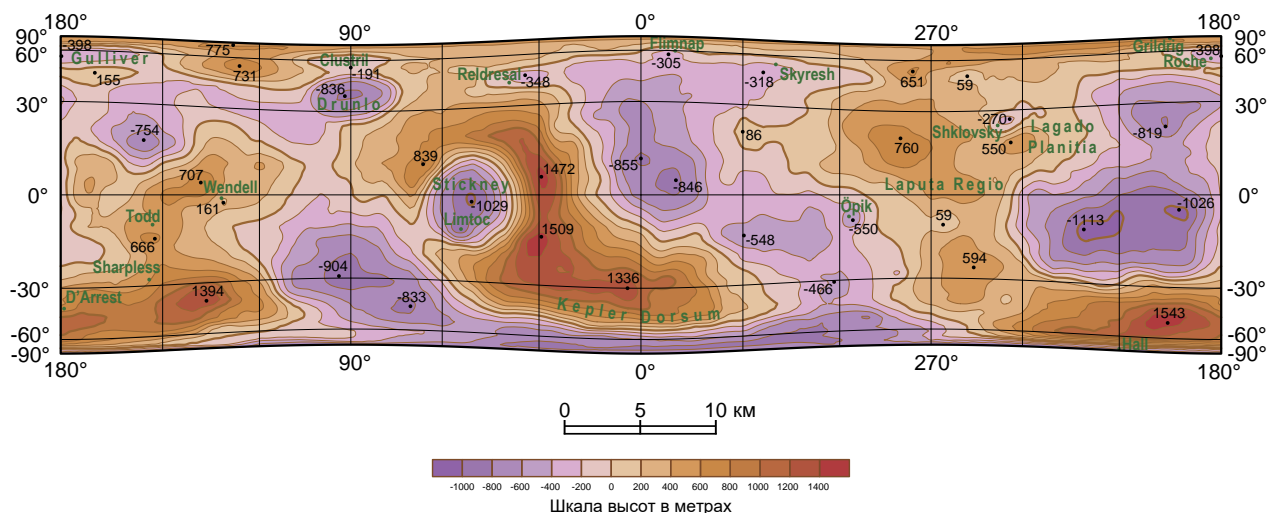 180° 90° 0° 270° 180°
90° 90°
60° 60°
-398 775 Flimnap Grildrig -398
Gulliver Clustril -305 Roche
155 731 -191 Reldresal -348 -318 Skyresh 651 59
-836
Drunlo
30° 30°
-754 86 -270 Lagado -819
Shklovsky Planitia
839 -855 760 550
707 Wendell Stickney 1472 -846 Laputa Regio
0° 0°
161 -1029 Öpik -1026
Todd Limtoc 59 -1113
666 1509 -548 -550
Sharpless -904 594
-30° -30°
D'Arrest 1394 1336 -466
-833 Kepler Dorsum 1543
-60° -60°
Hall
-90° -90°
180° 90° 0° 270° 180°
0 5 10 км
-1000 -800 -600 -400 -200 0 200 400 600 800 1000 1200 1400
Шкала высот в метрах